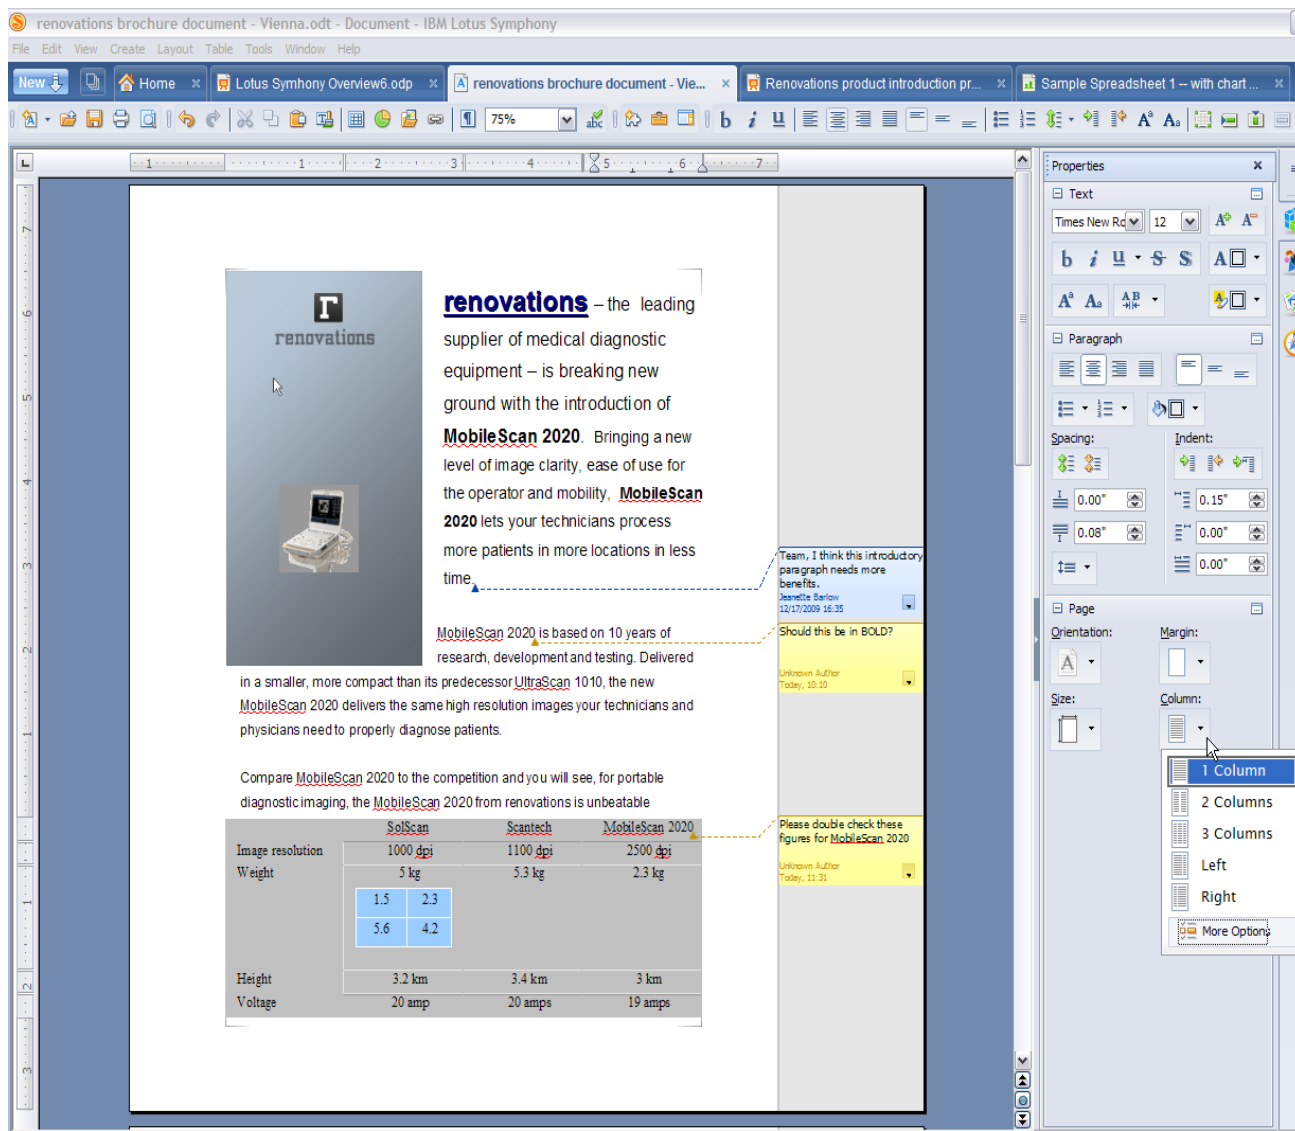 renovations brochure document - Vienna.odt - Document - IBM Lotus Symphony
File Edit View Create Layout Table Tools Window Help
New Home Lotus Symhony Overview6.odp renovations brochure document - Vie... Renovations product introduction pr... Sample Spreadsheet 1 -- with chart ...
75%
1 1 2 3 4 5 6 7
Properties
Text
Times New Ro 12
Paragraph
Spacing: Indent:
0.00" 0.15"
0.08" 0.00"
0.00"
Page
Orientation: Margin:
Size: Column:
1 Column
2 Columns
3 Columns
Left
Right
More Options
r
renovations
renovations – the leading
supplier of medical diagnostic
equipment – is breaking new
ground with the introduction of
MobileScan 2020. Bringing a new
level of image clarity, ease of use for
the operator and mobility, MobileScan
2020 lets your technicians process
more patients in more locations in less
time.
MobileScan 2020 is based on 10 years of
research, development and testing. Delivered
in a smaller, more compact than its predecessor UltraScan 1010, the new
MobileScan 2020 delivers the same high resolution images your technicians and
physicians need to properly diagnose patients.
Compare MobileScan 2020 to the competition and you will see, for portable
diagnostic imaging, the MobileScan 2020 from renovations is unbeatable
SolScan Scantech MobileScan 2020
Image resolution 1000 dpi 1100 dpi 2500 dpi
Weight 5 kg 5.3 kg 2.3 kg
1.5 2.3
5.6 4.2
Height 3.2 km 3.4 km 3 km
Voltage 20 amp 20 amps 19 amps
Team, I think this introductory
paragraph needs more
benefits.
Jeanette Barlow
12/17/2009 16:35
Should this be in BOLD?
Unknown Author
Today, 10:10
Please double check these
figures for MobileScan 2020
Unknown Author
Today, 11:31